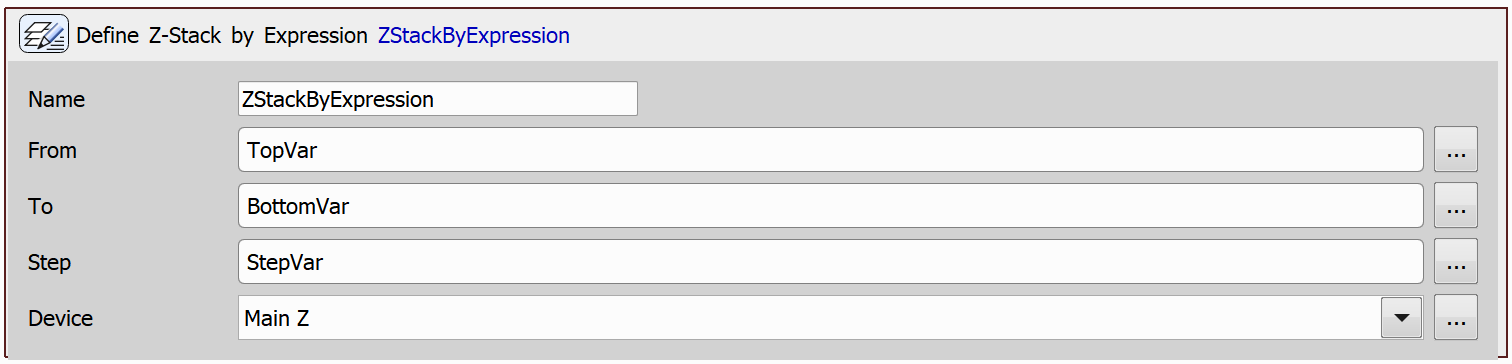 Define Z-Stack by Expression ZStackByExpression
Name ZStackByExpression
From TopVar ...
To BottomVar ...
Step StepVar ...
Device Main Z ...